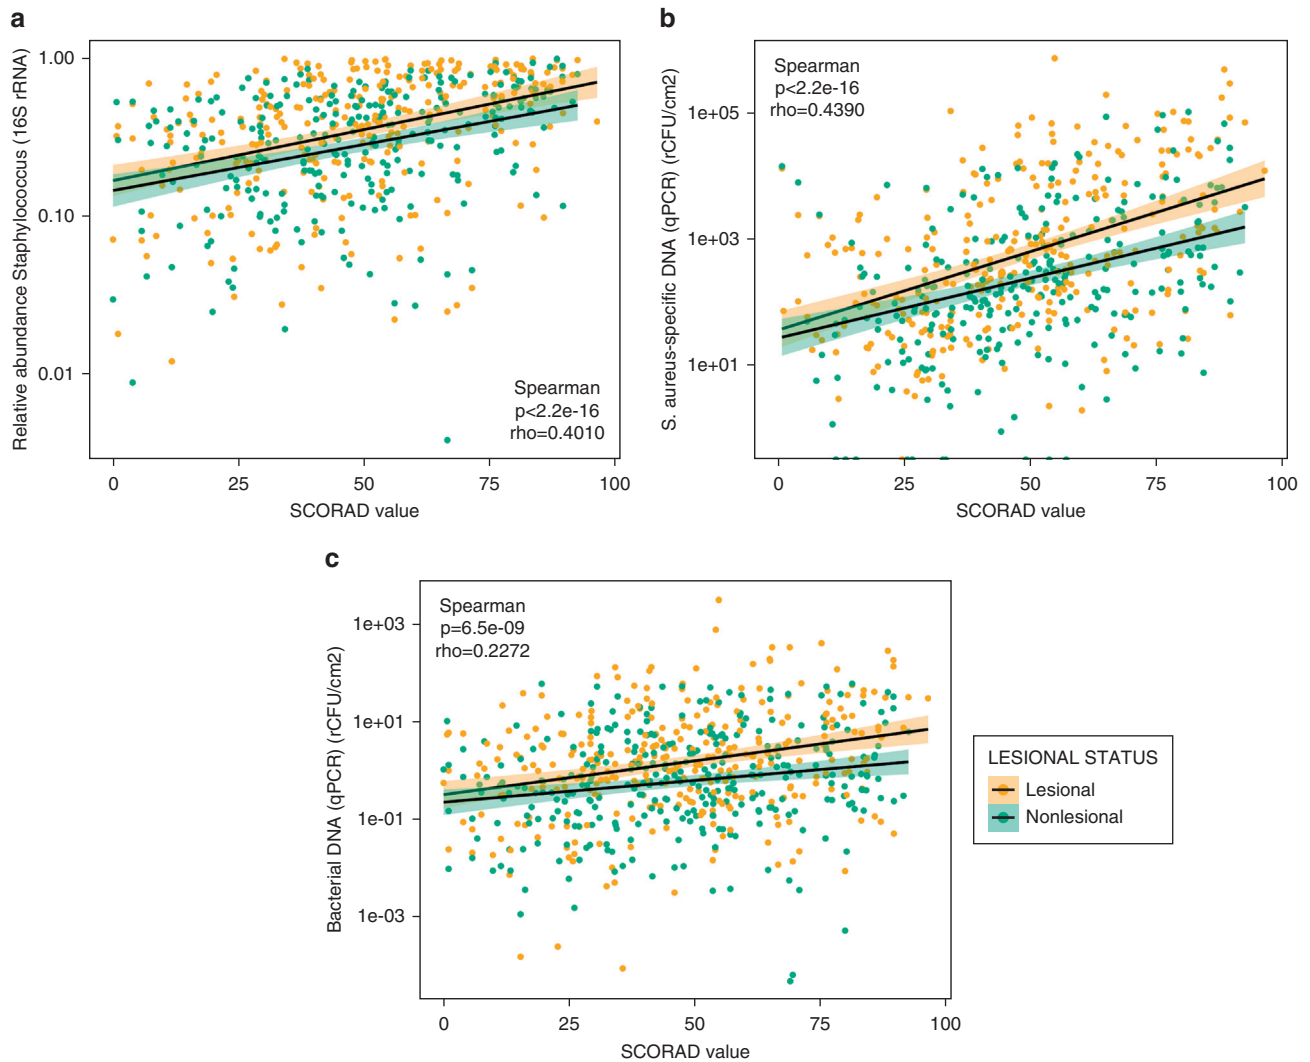 a
Relative abundance Staphylococcus (16S rRNA)
1.00
0.10
0.01
Spearman
p<2.2e-16
rho=0.4010
0 25 50 75 100
SCORAD value
b
S. aureus-specific DNA (qPCR) (rCFU/cm2)
1e+05
1e+03
1e+01
Spearman
p<2.2e-16
rho=0.4390
0 25 50 75 100
SCORAD value
c
Bacterial DNA (qPCR) (rCFU/cm2)
1e+03
1e+01
1e-01
1e-03
Spearman
p=6.5e-09
rho=0.2272
0 25 50 75 100
SCORAD value
LESIONAL STATUS
Lesional
Nonlesional